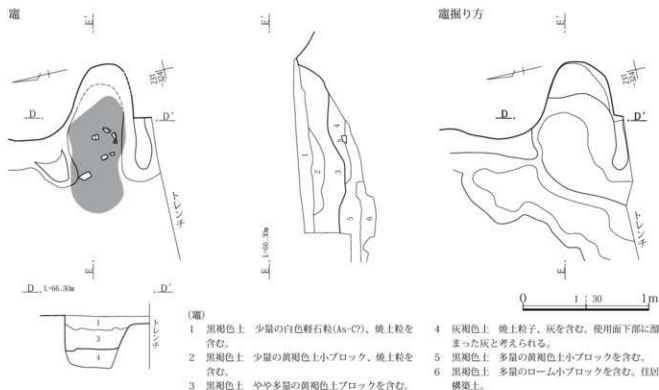 竈
竈掘り方
E′
E′
E′
231
-324
231
-324
D
D′
D
D′
トレンチ
トレンチ
E
E
E
L=66.30m
1
2
3
4
5
6
D L=66.30m D′
トレンチ
1
3
4
0 1:30 1m
(竈)
1 黒褐色土 少量の白色軽石粒(As-C?)、焼土粒を
含む。
2 黒褐色土 少量の黄褐色土小ブロック、焼土粒を
含む。
3 黒褐色土 やや多量の黄褐色土ブロックを含む。
4 灰褐色土 焼土粒子、灰を含む。使用面下部に溜
まった灰と考えられる。
5 黒褐色土 多量の黄褐色土小ブロックを含む。
6 黒褐色土 多量のローム小ブロックを含む。住居
構築土。